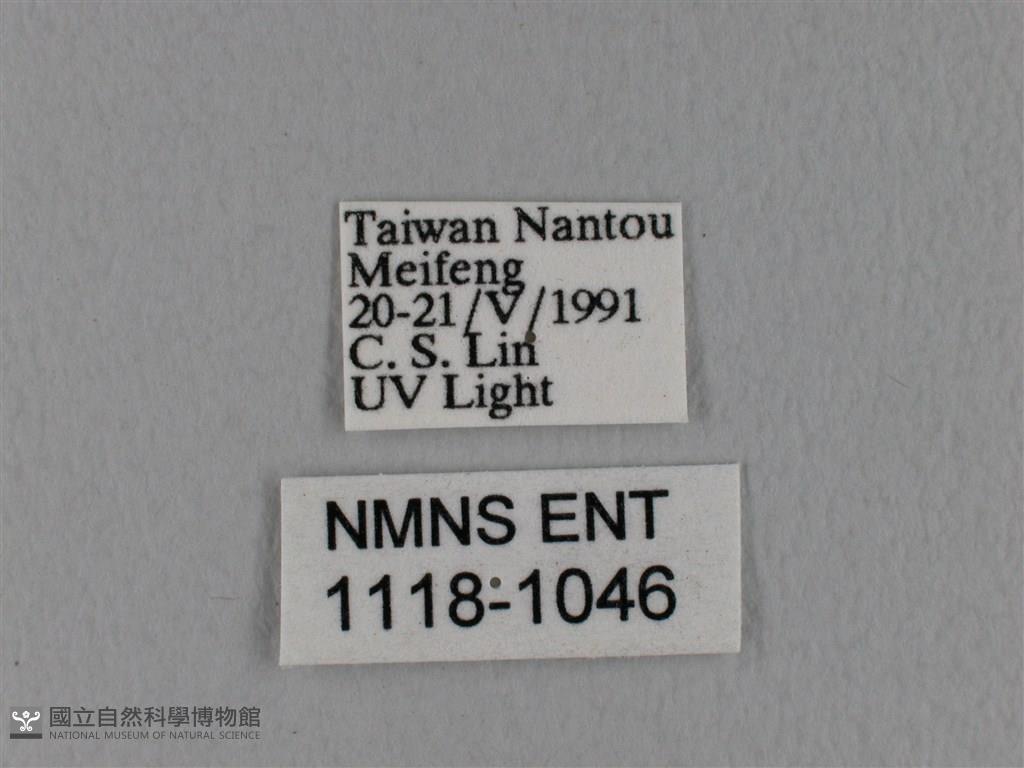 Taiwan Nantou
Meifeng
20-21/V/1991
C. S. Lin
UV Light
NMNS ENT
1118-1046
國立自然科學博物館
NATIONAL MUSEUM OF NATURAL SCIENCE